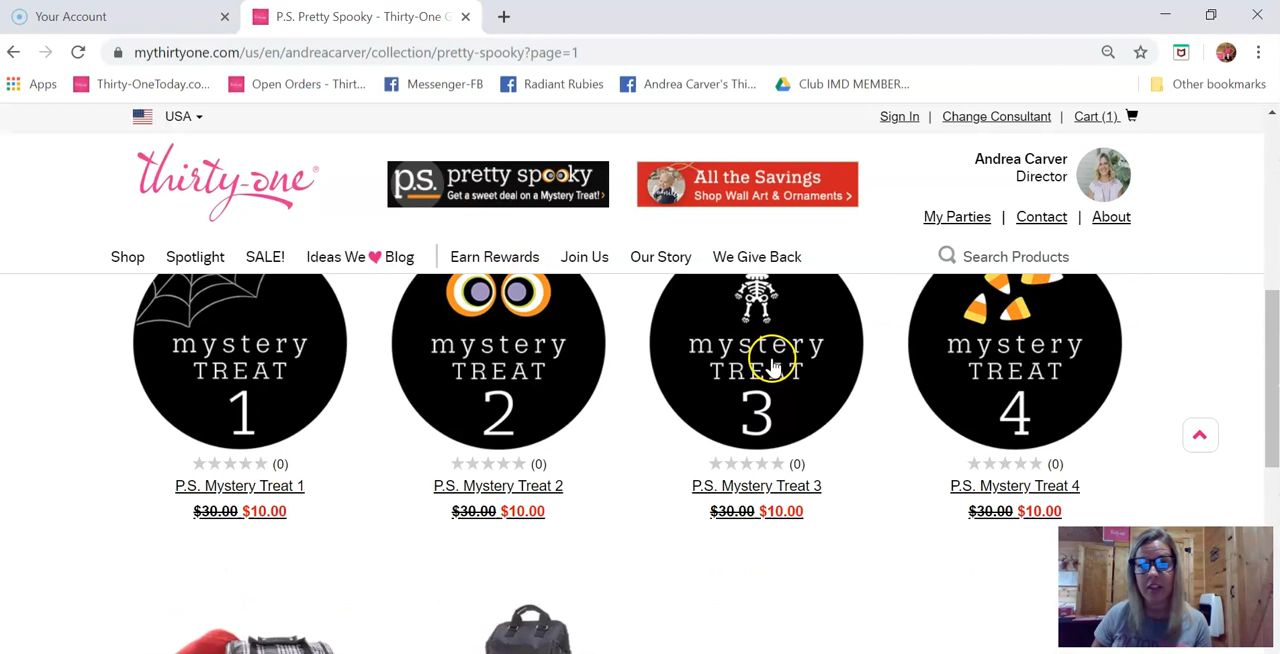 Your Account
P.S. Pretty Spooky - Thirty-One G
mythirtyone.com/us/en/andreacarver/collection/pretty-spooky?page=1
Apps
Thirty-OneToday.co...
Open Orders - Thirt...
Messenger-FB
Radiant Rubies
Andrea Carver's Thi...
Club IMD MEMBER...
Other bookmarks
USA
Sign In | Change Consultant | Cart (1)
thirty-one®
p.s. pretty spooky
Get a sweet deal on a Mystery Treat! ›
All the Savings
Shop Wall Art & Ornaments >
Andrea Carver
Director
My Parties | Contact | About
Shop
Spotlight
SALE!
Ideas We Blog
Earn Rewards
Join Us
Our Story
We Give Back
Search Products
mystery
TREAT
1
mystery
TREAT
2
mystery
TREAT
3
mystery
TREAT
4
(0)
(0)
(0)
(0)
P.S. Mystery Treat 1
P.S. Mystery Treat 2
P.S. Mystery Treat 3
P.S. Mystery Treat 4
$30.00 $10.00
$30.00 $10.00
$30.00 $10.00
$30.00 $10.00